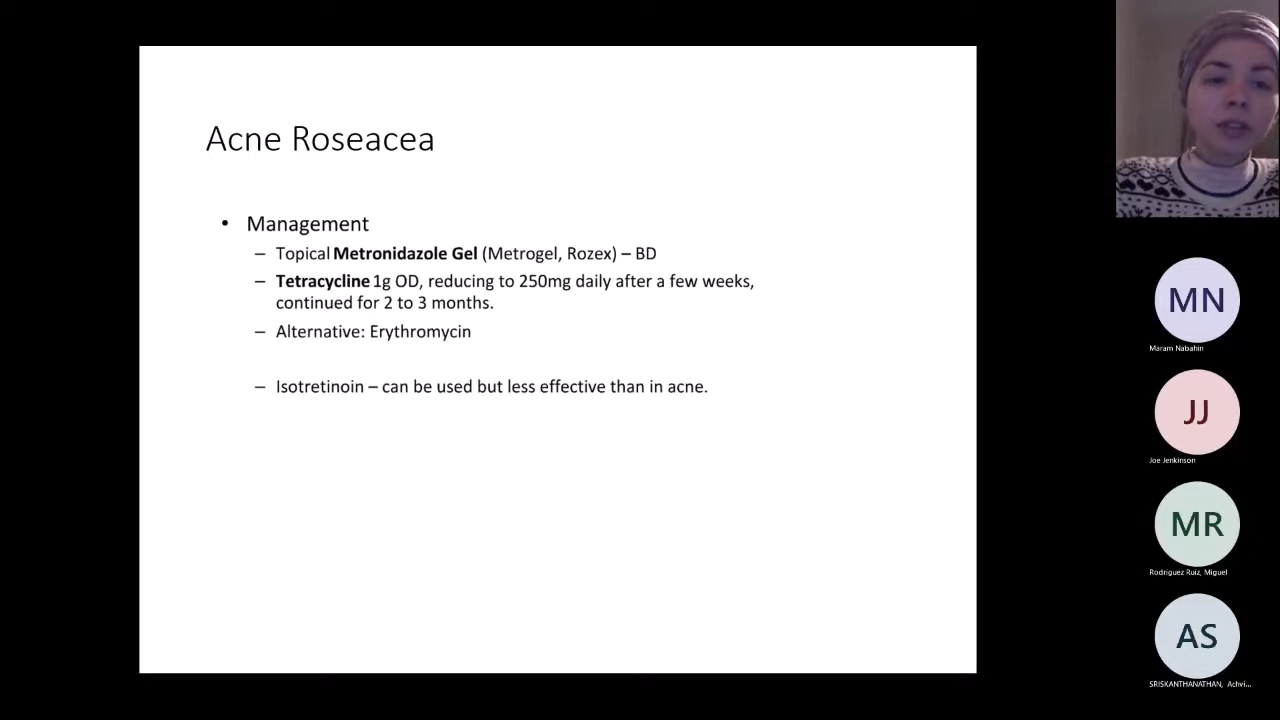 Acne Roseacea
• Management
– Topical Metronidazole Gel (Metrogel, Rozex) – BD
– Tetracycline 1g OD, reducing to 250mg daily after a few weeks,
continued for 2 to 3 months.
– Alternative: Erythromycin
– Isotretinoin – can be used but less effective than in acne.
MN
Maram Nabahin
JJ
Joe Jenkinson
MR
Rodriguez Ruiz, Miguel
AS
SRISKANTHANATHAN, Achvi...